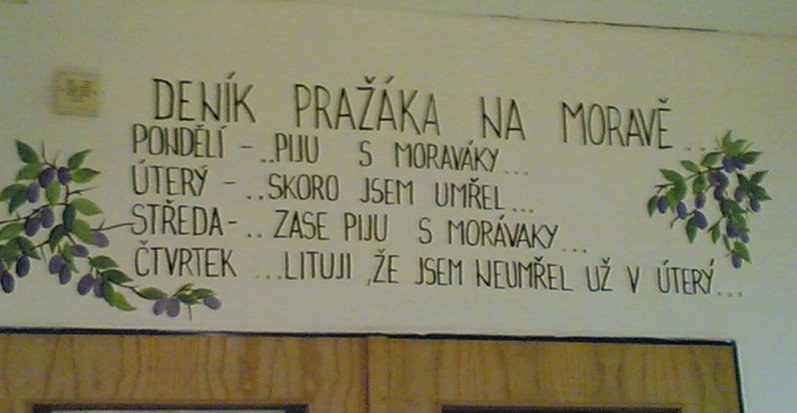 DENÍK PRAŽÁKA NA MORAVĚ...
PONDĚLÍ - ..PIJU S MORAVÁKY...
ÚTERÝ - ..SKORO JSEM UMŘEL...
STŘEDA- .. ZASE PIJU S MORÁVAKY...
ČTVRTEK ...LITUJI ,ŽE JSEM NEUMŘEL UŽ V ÚTERÝ...